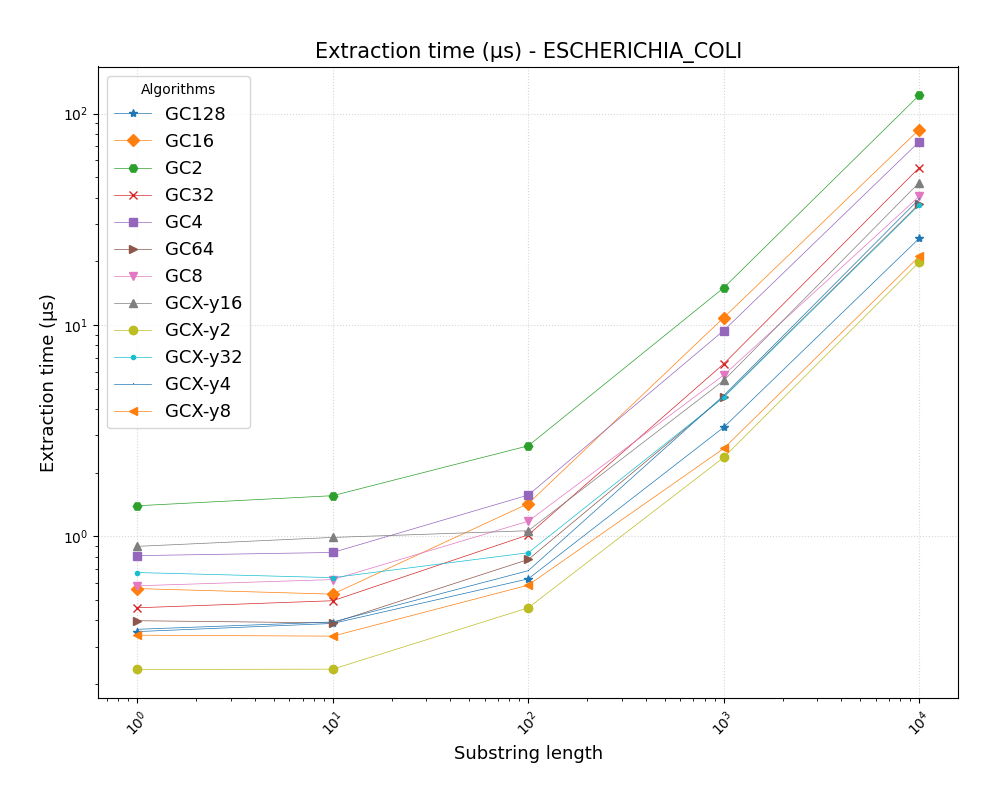 Extraction time (µs) - ESCHERICHIA_COLI
Algorithms
GC128
GC16
GC2
GC32
GC4
GC64
GC8
GCX-y16
GCX-y2
GCX-y32
GCX-y4
GCX-y8
Extraction time (µs)
10²
10¹
10⁰
10⁰ 10¹ 10² 10³ 10⁴
Substring length